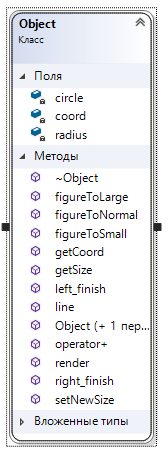 Object
Класс
Поля
circle
coord
radius
Методы
~Object
figureToLarge
figureToNormal
figureToSmall
getCoord
getSize
left_finish
line
Object (+ 1 пер...
operator+
render
right_finish
setNewSize
Вложенные типы